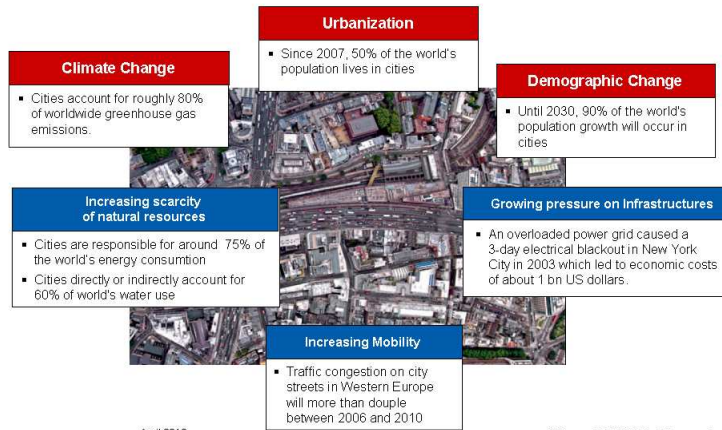 Urbanization
▪ Since 2007, 50% of the world's
population lives in cities
Climate Change
▪ Cities account for roughly 80%
of worldwide greenhouse gas
emissions.
Demographic Change
▪ Until 2030, 90% of the world's
population growth will occur in
cities
Increasing scarcity
of natural resources
▪ Cities are responsible for around 75% of
the world's energy consumtion
▪ Cities directly or indirectly account for
60% of world's water use
Growing pressure on Infrastructures
▪ An overloaded power grid caused a
3-day electrical blackout in New York
City in 2003 which led to economic costs
of about 1 bn US dollars.
Increasing Mobility
▪ Traffic congestion on city
streets in Western Europe
will more than douple
between 2006 and 2010